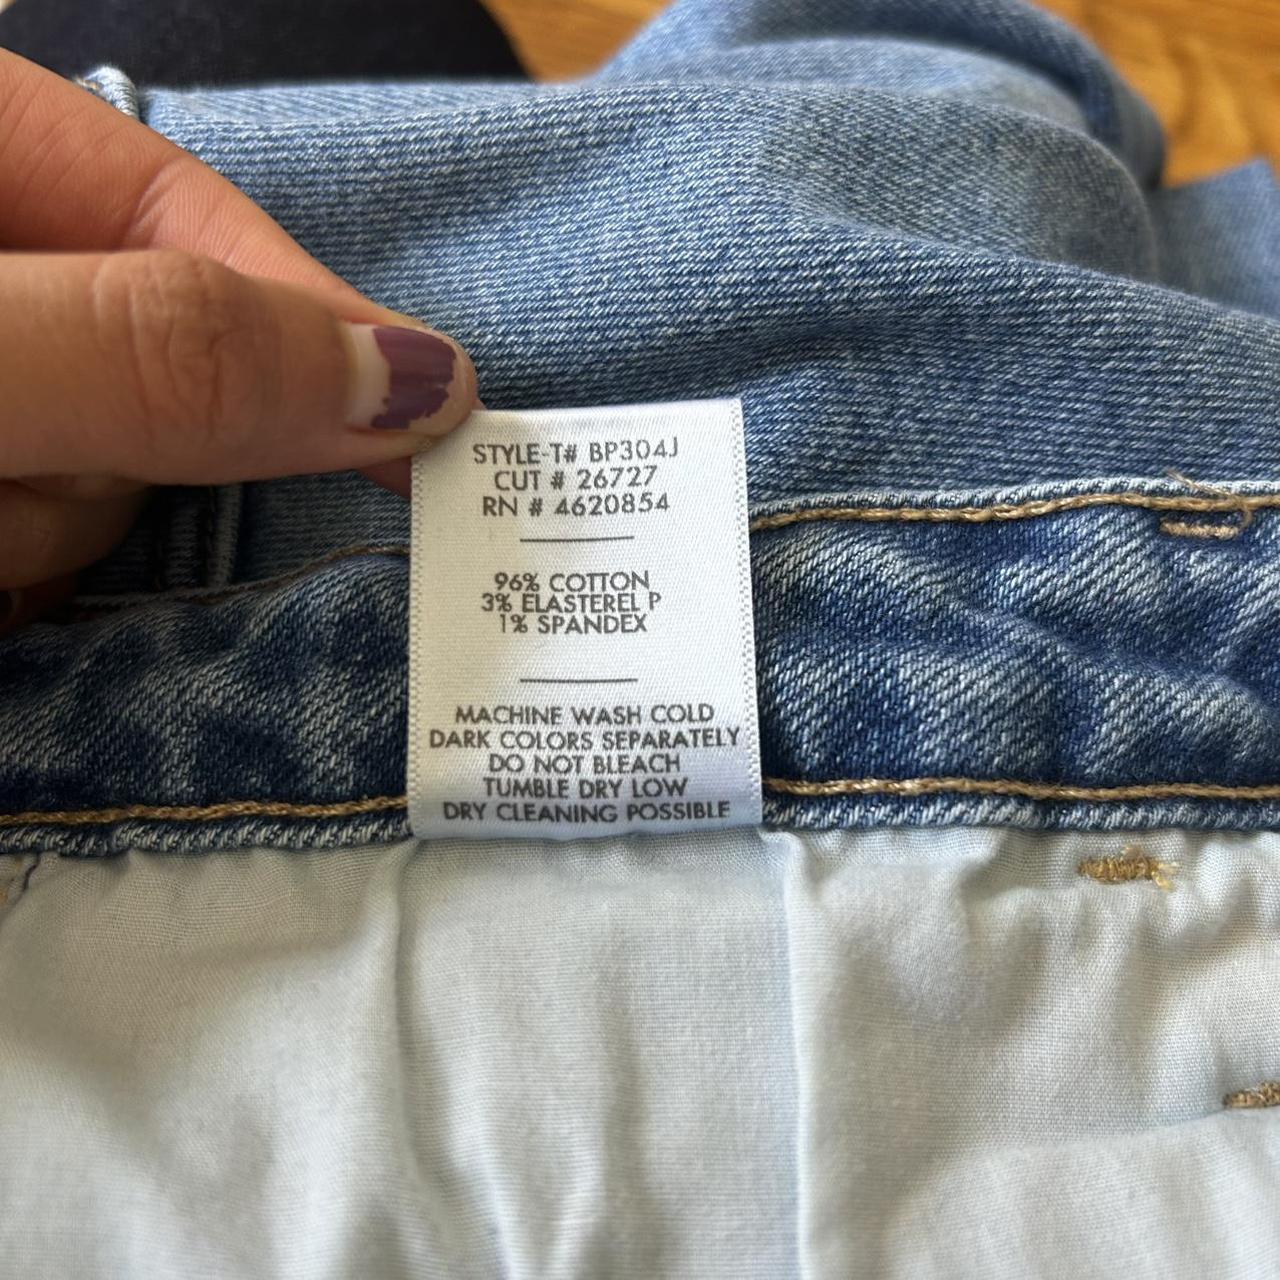 STYLE-T# BP304J
CUT # 26727
RN # 4620854
96% COTTON
3% ELASTEREL P
1% SPANDEX
MACHINE WASH COLD
DARK COLORS SEPARATELY
DO NOT BLEACH
TUMBLE DRY LOW
DRY CLEANING POSSIBLE